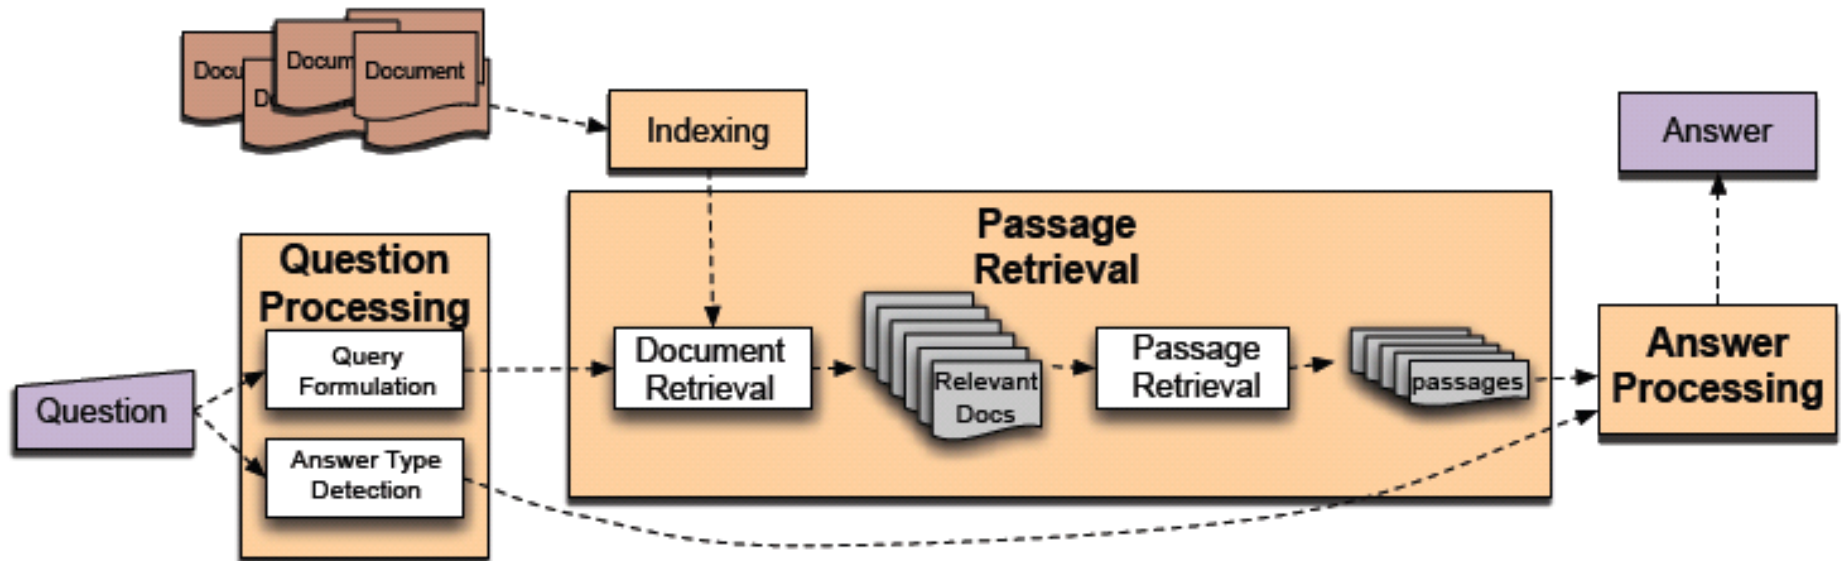 Docu
Docum
Document
D
Indexing
Answer
Passage
Retrieval
Question
Processing
Query
Formulation
Document
Retrieval
Relevant
Docs
Passage
Retrieval
passages
Answer
Processing
Question
Answer Type
Detection